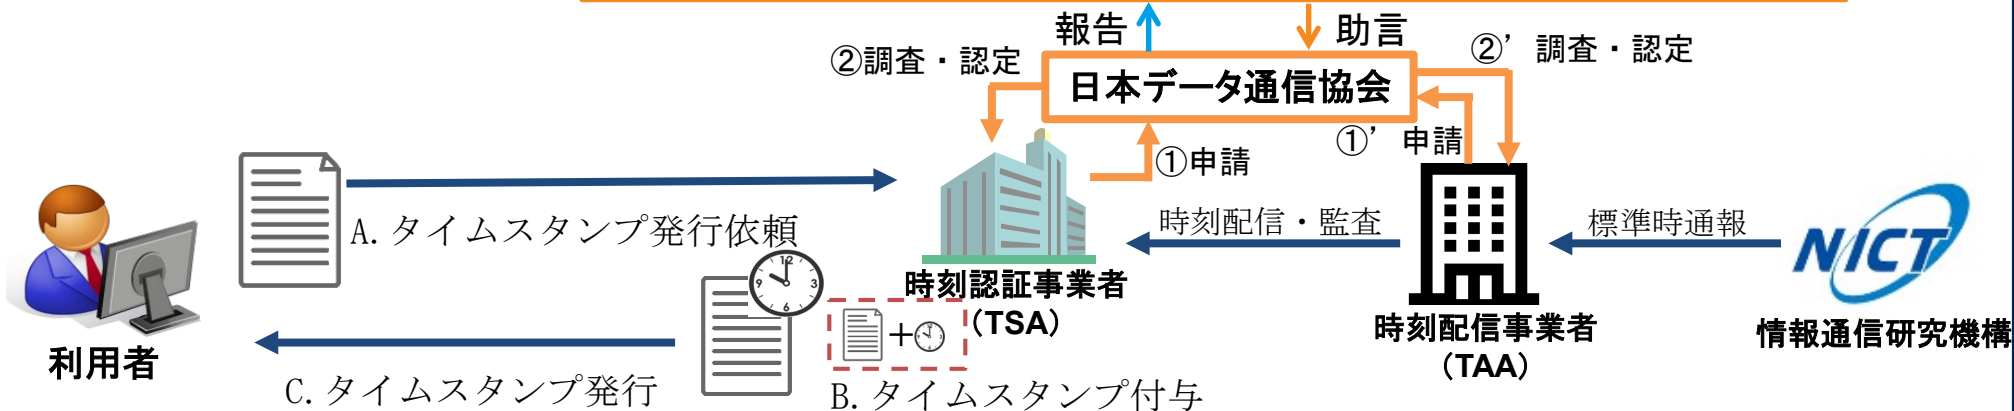 報告
助言
②調査・認定
②’ 調査・認定
日本データ通信協会
①申請
①’ 申請
A.タイムスタンプ発行依頼
時刻配信・監査
標準時通報
NICT
時刻認証事業者
(TSA)
時刻配信事業者
(TAA)
情報通信研究機構
利用者
+
C.タイムスタンプ発行
B.タイムスタンプ付与
12
3
6
9